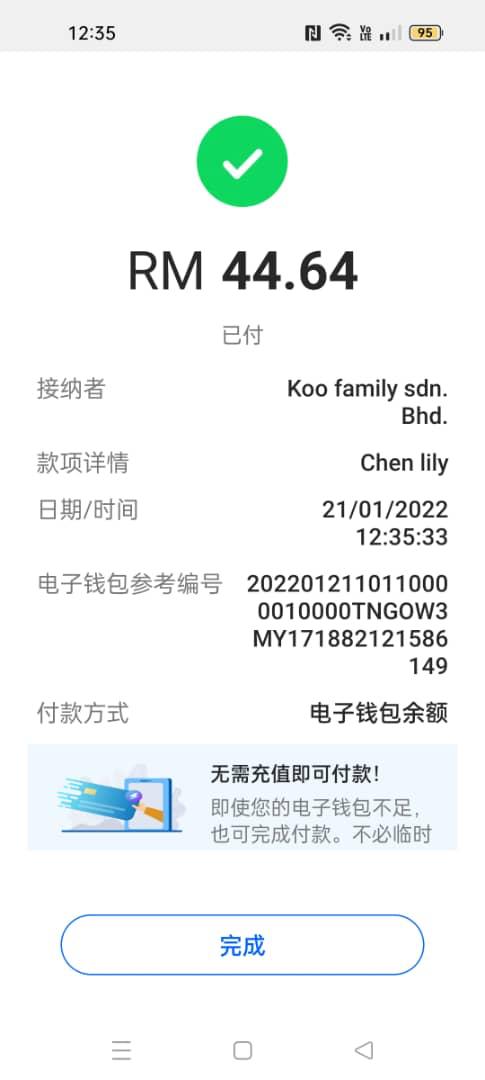 12:35
Vo
LTE
95
RM 44.64
已付
接纳者
Koo family sdn.
Bhd.
款项详情
Chen lily
日期/时间
21/01/2022
12:35:33
电子钱包参考编号
202201211011000
0010000TNGOW3
MY171882121586
149
付款方式
电子钱包余额
无需充值即可付款!
即使您的电子钱包不足，
也可完成付款。不必临时
完成